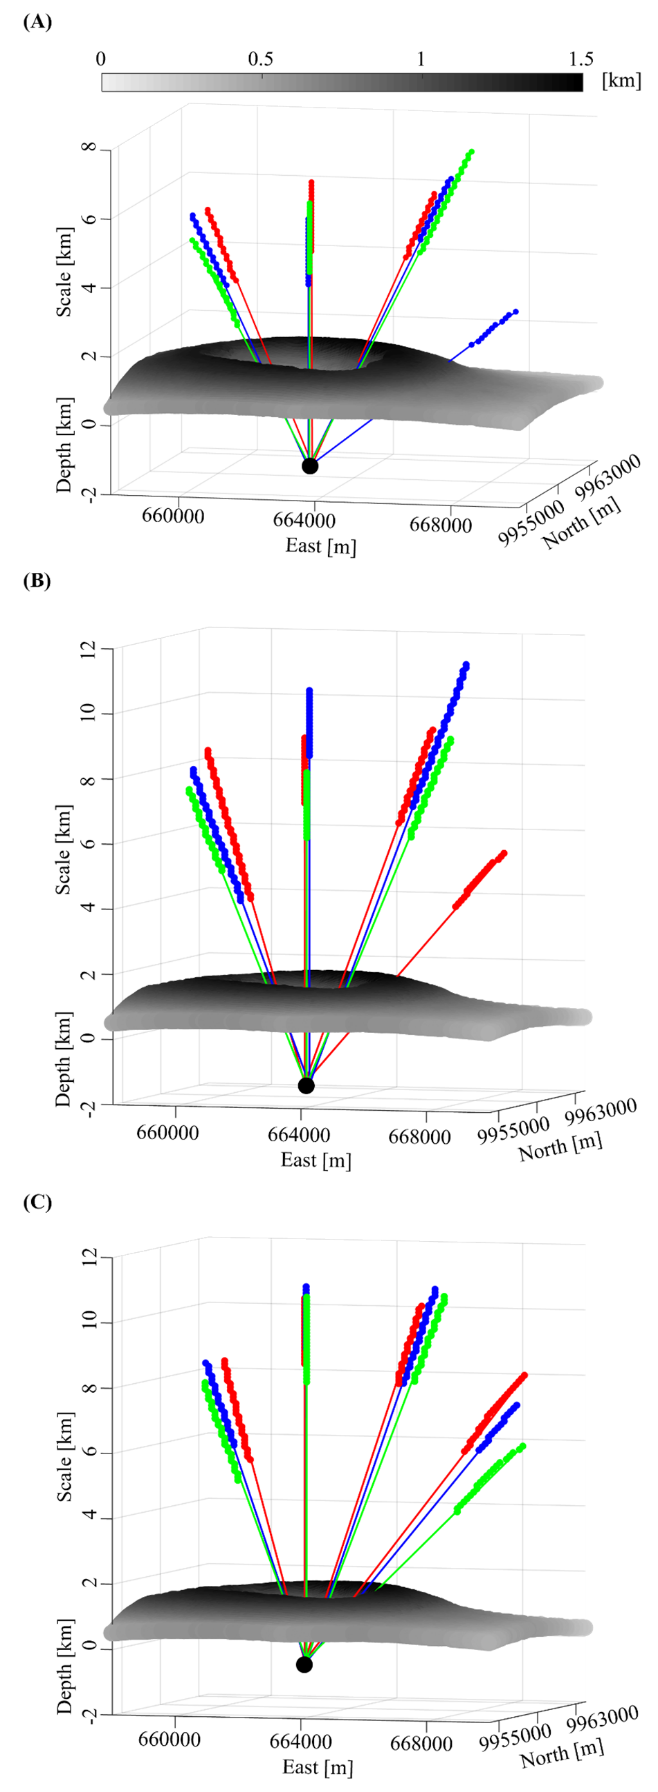 (A)
0 0.5 1 1.5 [km]
8
6
4
2
0
-2
Scale [km]
Depth [km]
660000 664000 668000
East [m]
9955000 9963000
North [m]
(B)
12
10
8
6
4
2
0
-2
Scale [km]
Depth [km]
660000 664000 668000
East [m]
9955000 9963000
North [m]
(C)
12
10
8
6
4
2
0
-2
Scale [km]
Depth [km]
660000 664000 668000
East [m]
9955000 9963000
North [m]